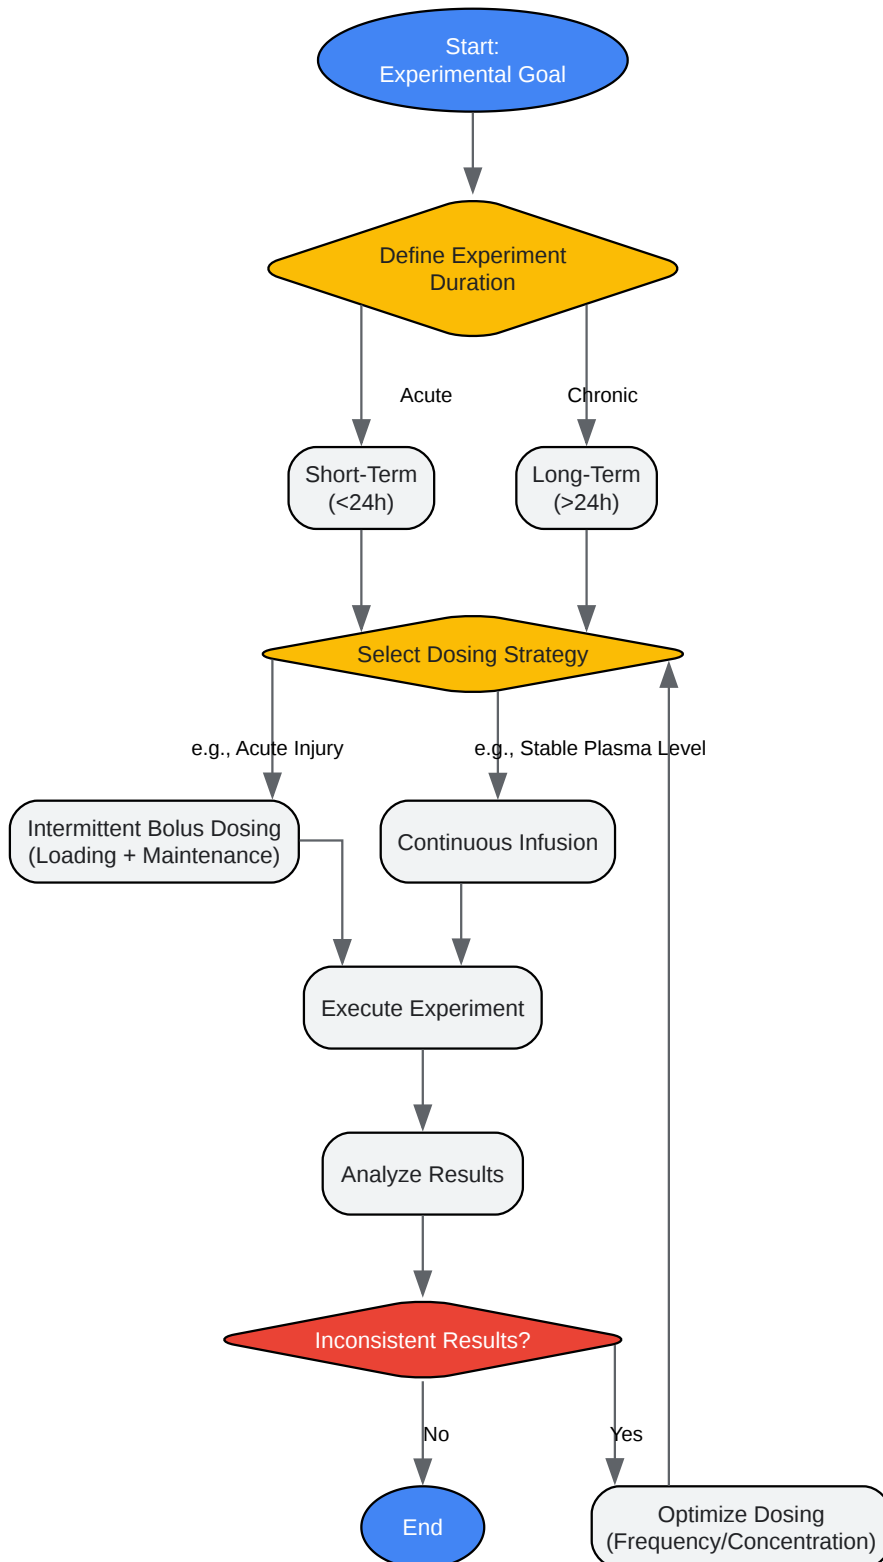 Start:
Experimental Goal
Define Experiment
Duration
Acute
Chronic
Short-Term
(<24h)
Long-Term
(>24h)
Select Dosing Strategy
e.g., Acute Injury
e.g., Stable Plasma Level
Intermittent Bolus Dosing
(Loading + Maintenance)
Continuous Infusion
Execute Experiment
Analyze Results
Inconsistent Results?
No
Yes
End
Optimize Dosing
(Frequency/Concentration)